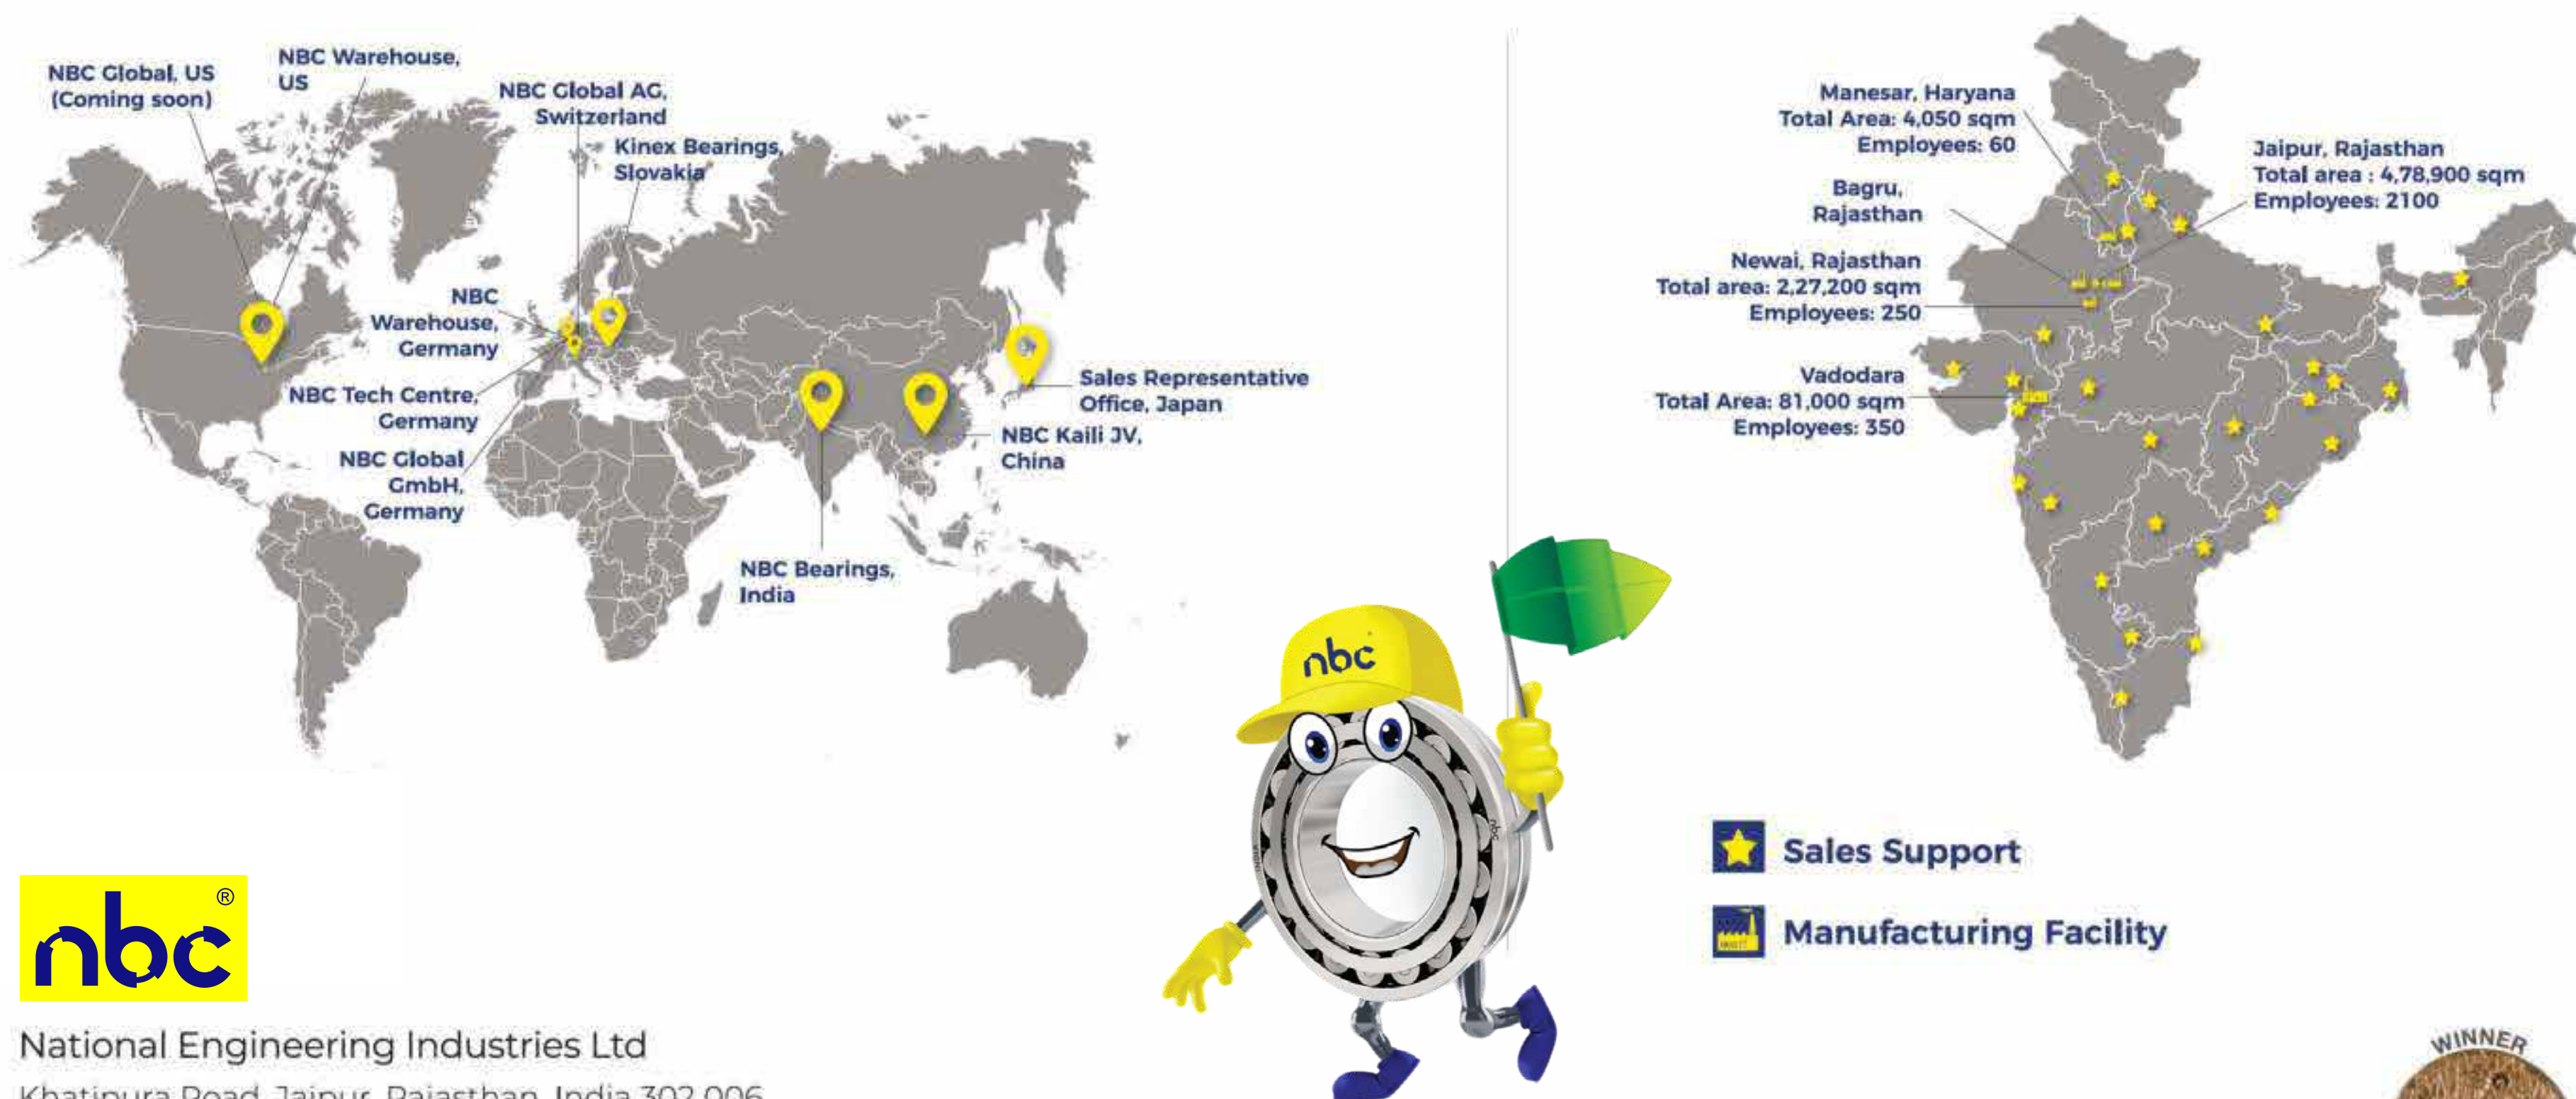 NBC Global, US
(Coming soon)
NBC Warehouse,
US
NBC Global AG,
Switzerland
Kinex Bearings,
Slovakia
NBC
Warehouse,
Germany
NBC Tech Centre,
Germany
NBC Global
GmbH,
Germany
NBC Bearings,
India
Sales Representative
Office, Japan
NBC Kaili JV,
China
Manesar, Haryana
Total Area: 4,050 sqm
Employees: 60
Bagru,
Rajasthan
Newai, Rajasthan
Total area: 2,27,200 sqm
Employees: 250
Vadodara
Total Area: 81,000 sqm
Employees: 350
Jaipur, Rajasthan
Total area : 4,78,900 sqm
Employees: 2100
nbc
nbc
INDIA
Sales Support
Manufacturing Facility
nbc®
National Engineering Industries Ltd
Khatipura Road, Jaipur, Rajasthan, India 302 006
WINNER